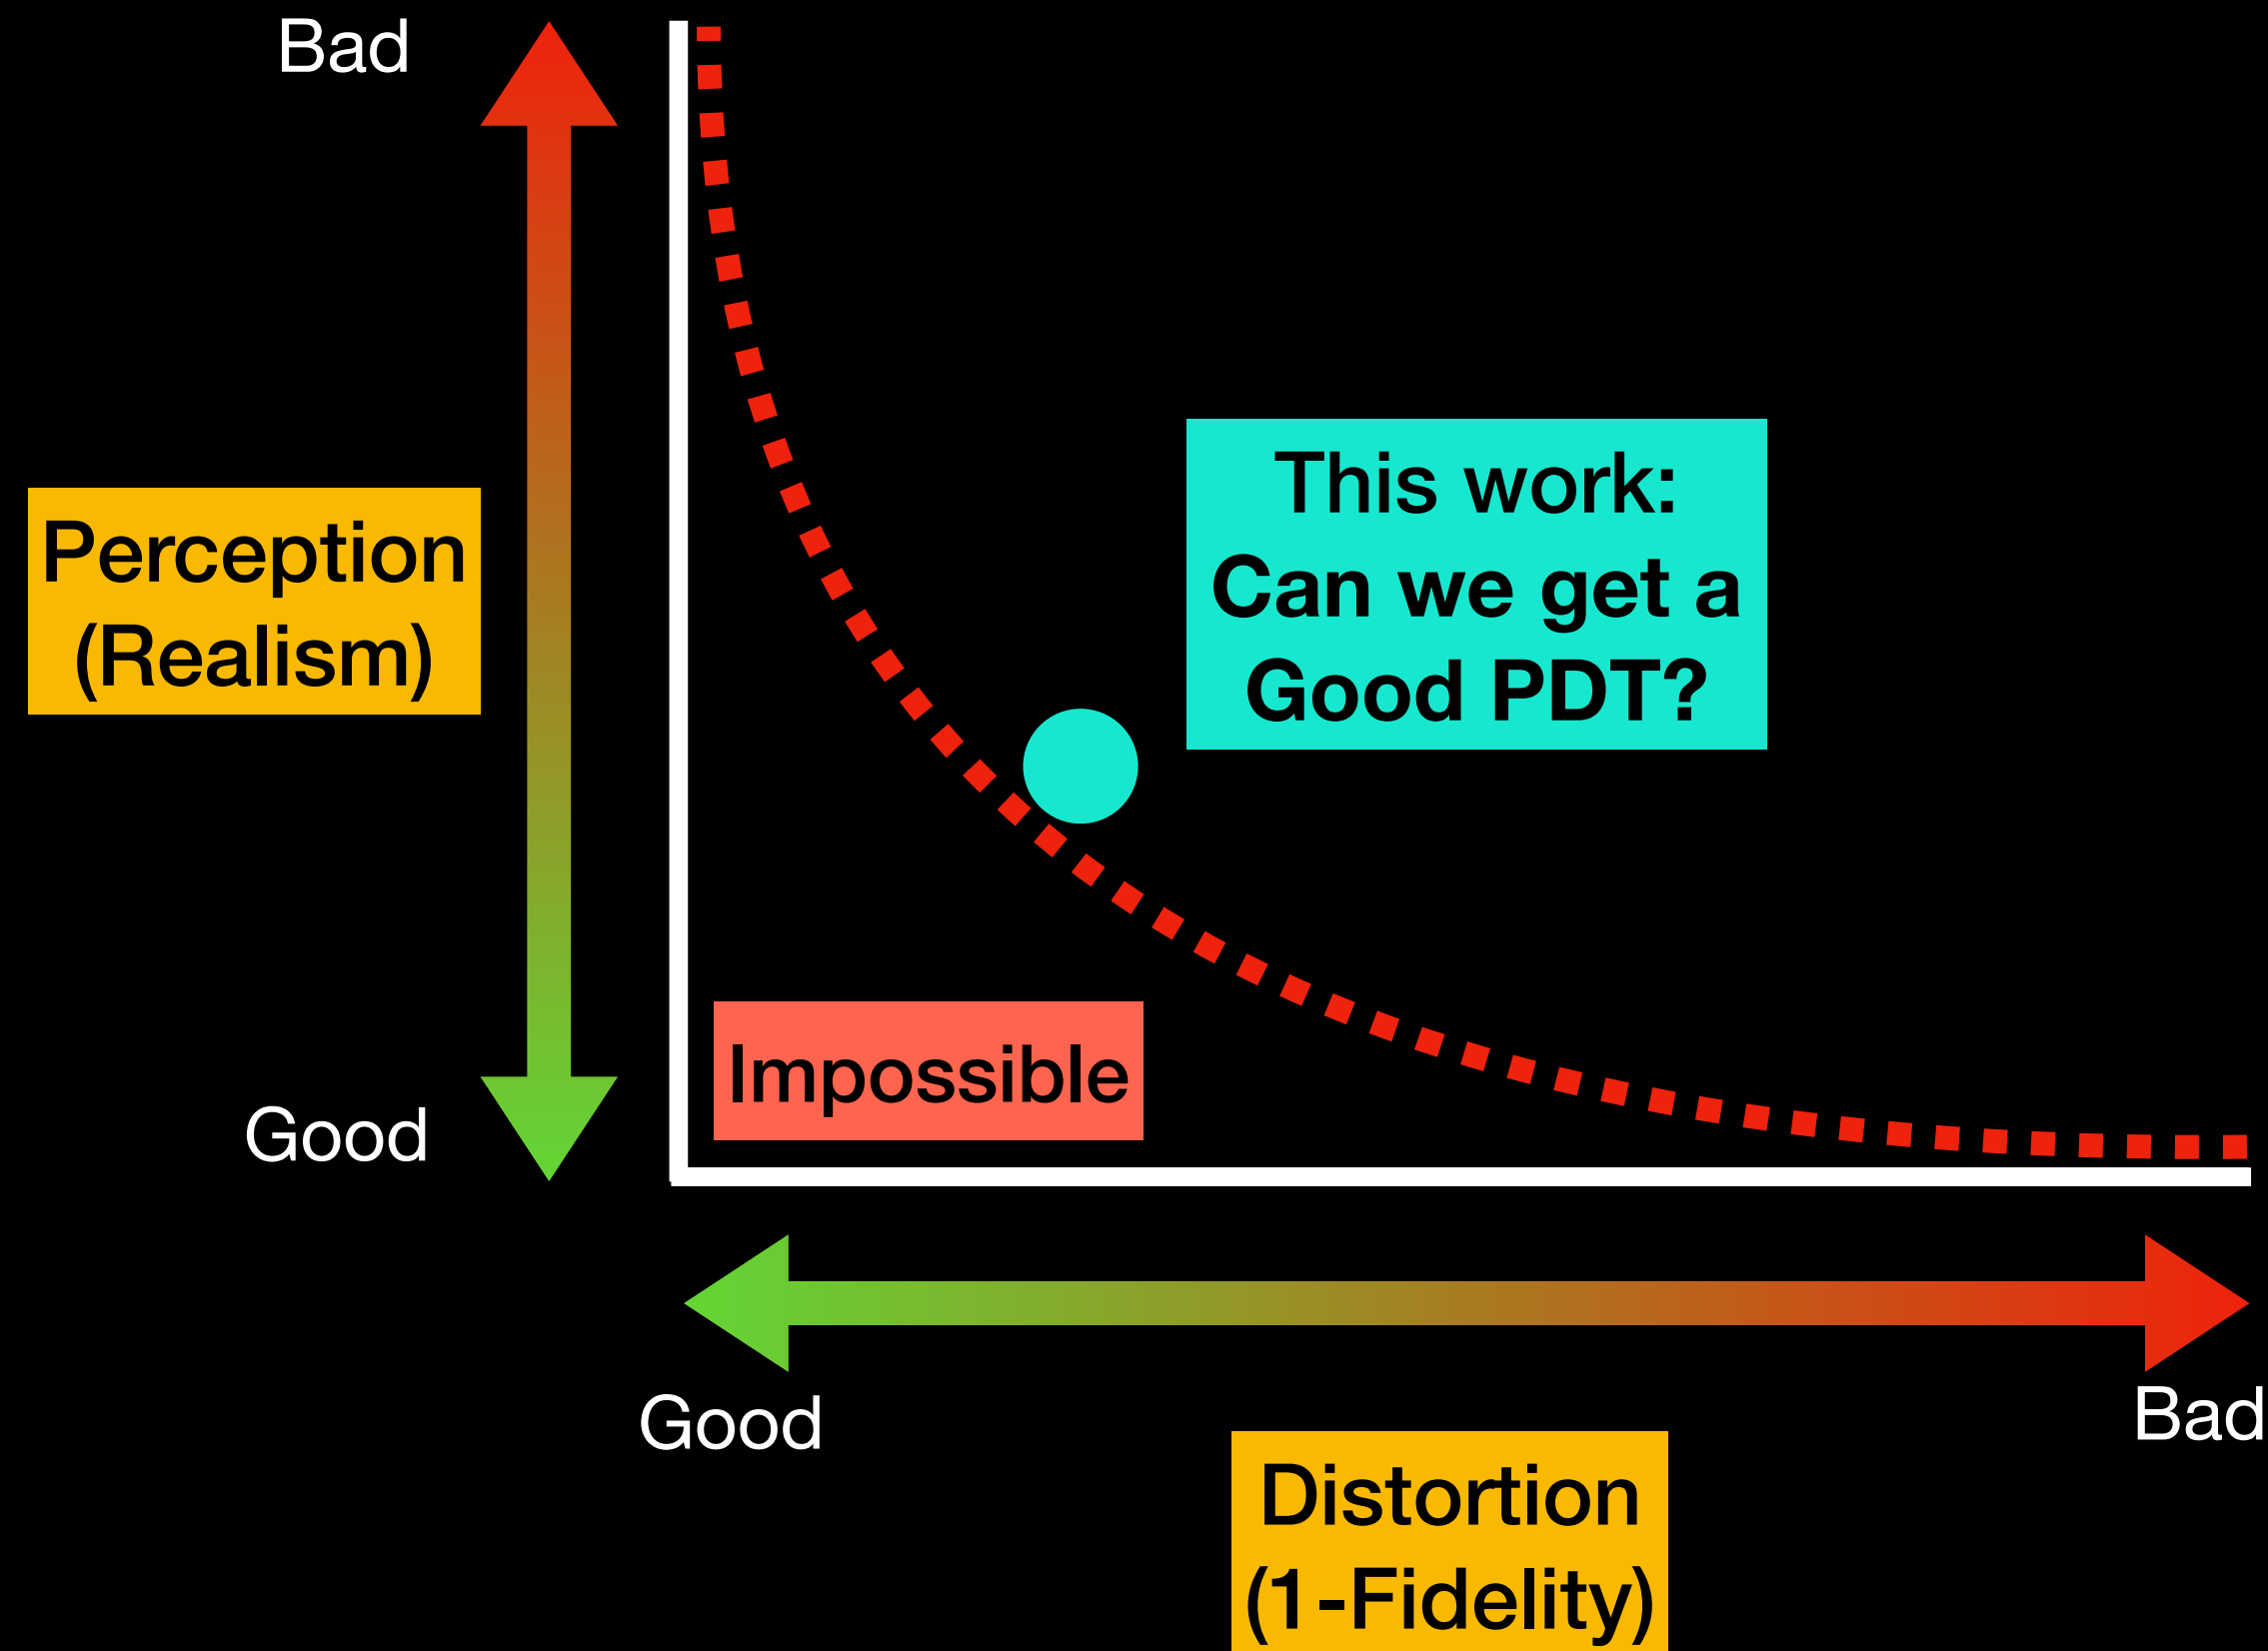 Bad
Perception
(Realism)
This work:
Can we get a
Good PDT?
Impossible
Good
Good
Bad
Distortion
(1-Fidelity)